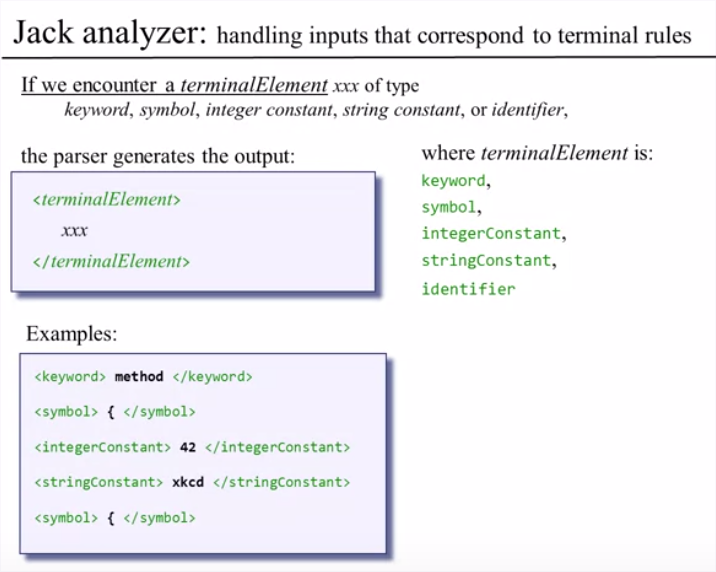 Jack analyzer: handling inputs that correspond to terminal rules
If we encounter a terminalElement xxx of type
keyword, symbol, integer constant, string constant, or identifier,
the parser generates the output:
<terminalElement>
xxx
</terminalElement>
where terminalElement is:
keyword,
symbol,
integerConstant,
stringConstant,
identifier
Examples:
<keyword> method </keyword>
<symbol> { </symbol>
<integerConstant> 42 </integerConstant>
<stringConstant> xkcd </stringConstant>
<symbol> { </symbol>